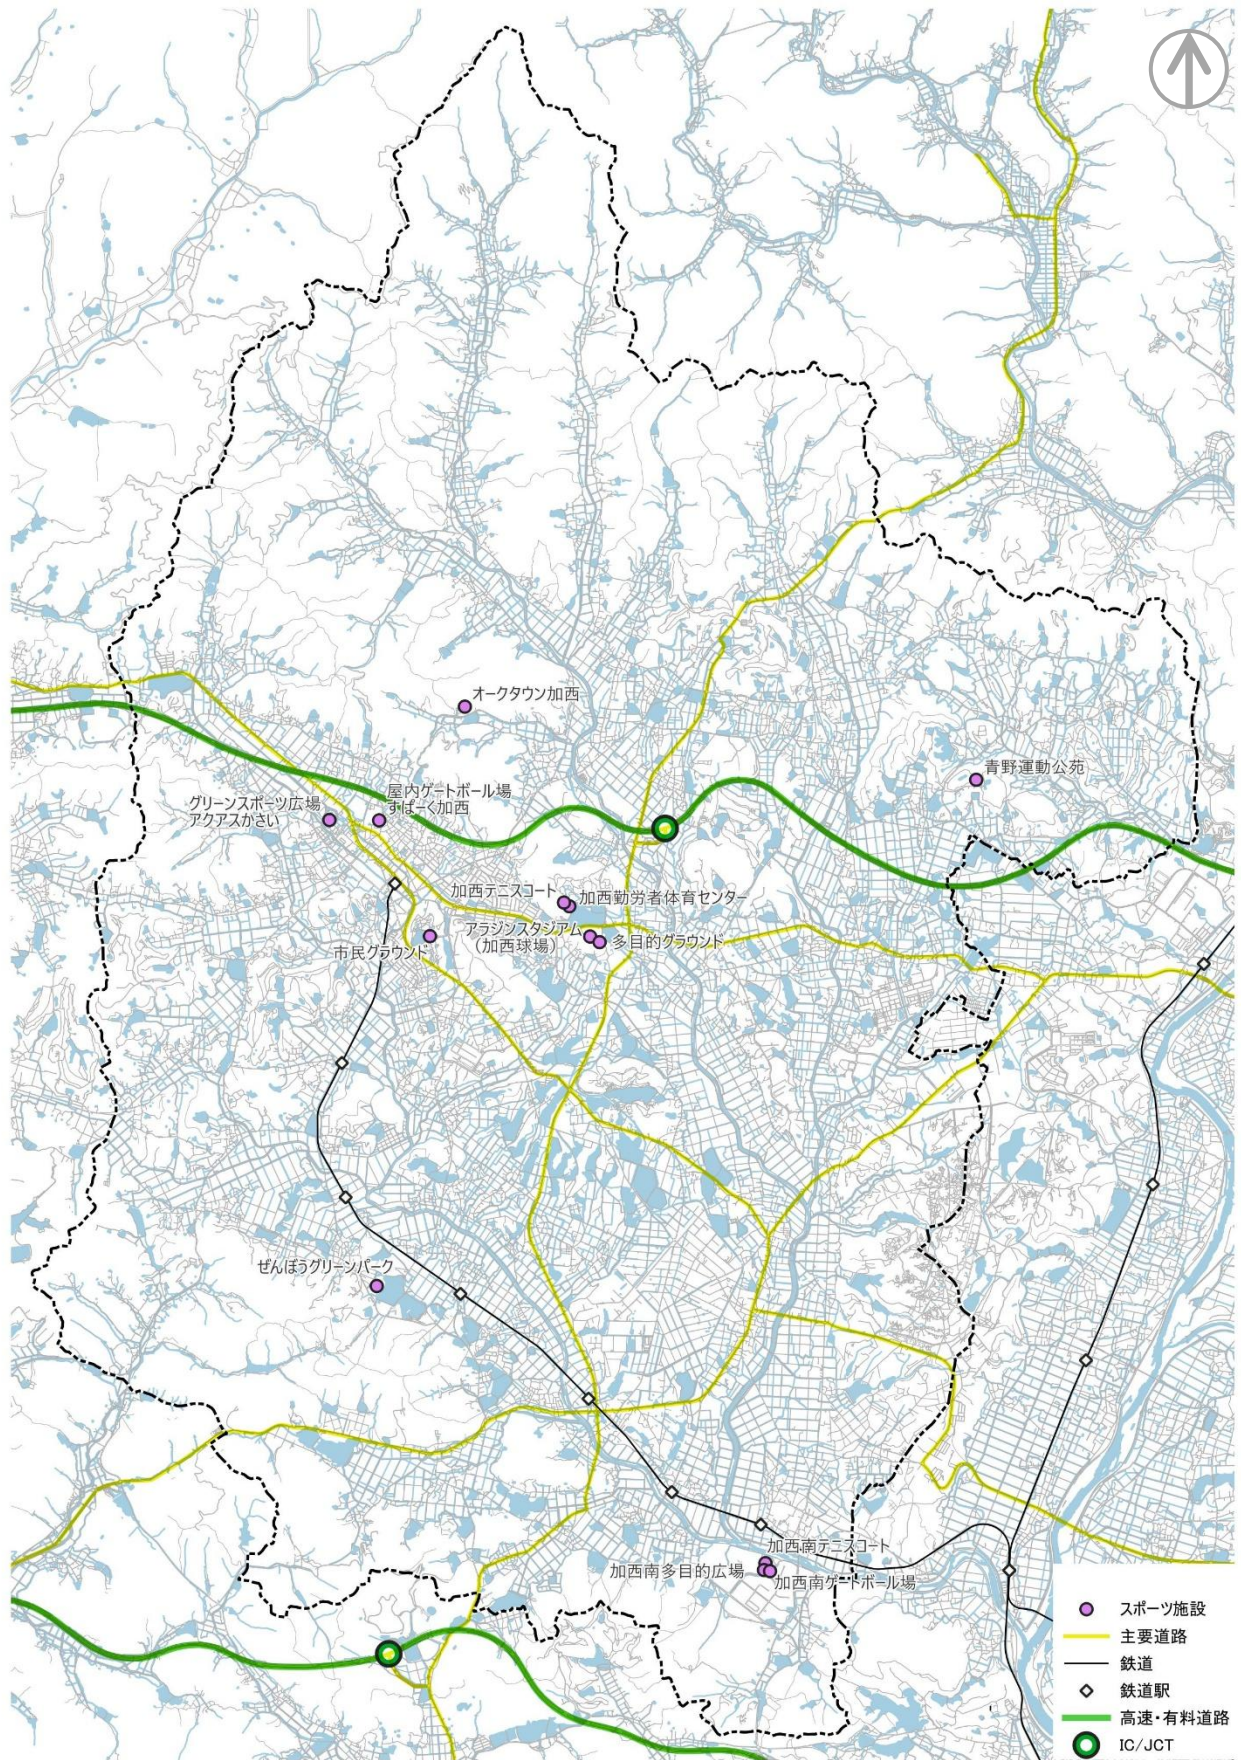 オークタウン加西
青野運動公苑
屋内ゲートボール場
すぱーく加西
グリーンスポーツ広場
アクアスかさい
加西テニスコート
加西勤労者体育センター
アラジンスタジアム
（加西球場）
多目的グラウンド
市民グラウンド
ぜんぼうグリーンパーク
加西南テニスコート
加西南多目的広場
加西南ゲートボール場
スポーツ施設
主要道路
鉄道
鉄道駅
高速・有料道路
IC/JCT